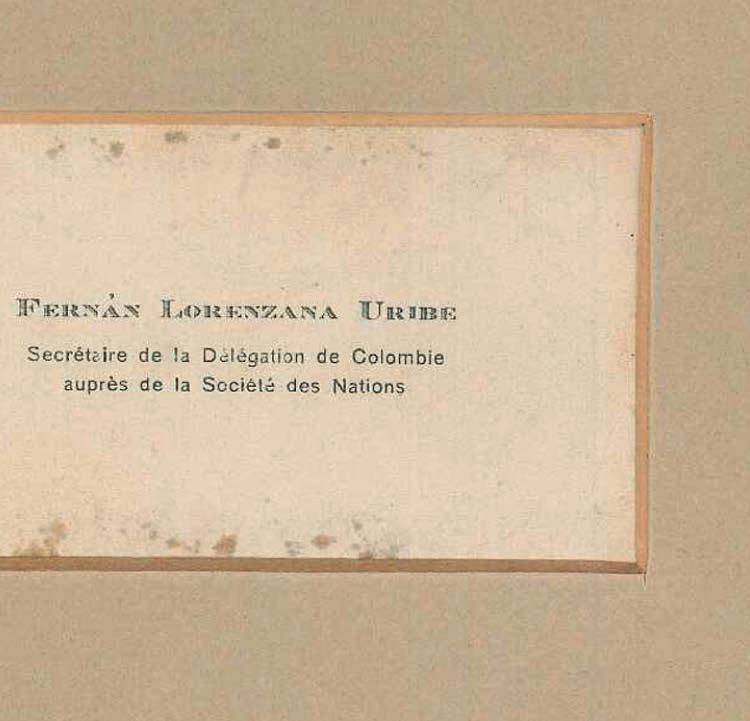 FERNÁN LORENZANA URIBE
Secrétaire de la Délégation de Colombie
auprès de la Société des Nations